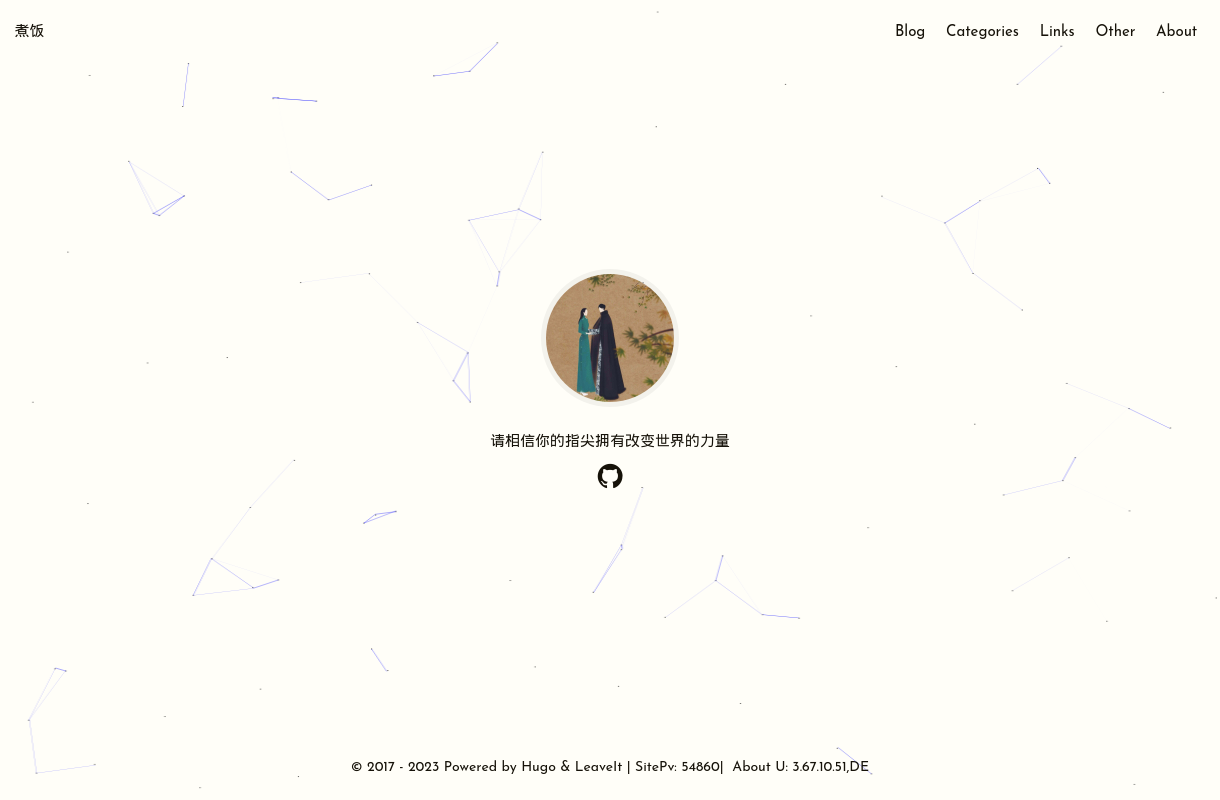 煮饭
Blog Categories Links Other About
请相信你的指尖拥有改变世界的力量
© 2017 - 2023 Powered by Hugo & LeaveIt | SitePv: 54860| About U: 3.67.10.51,DE